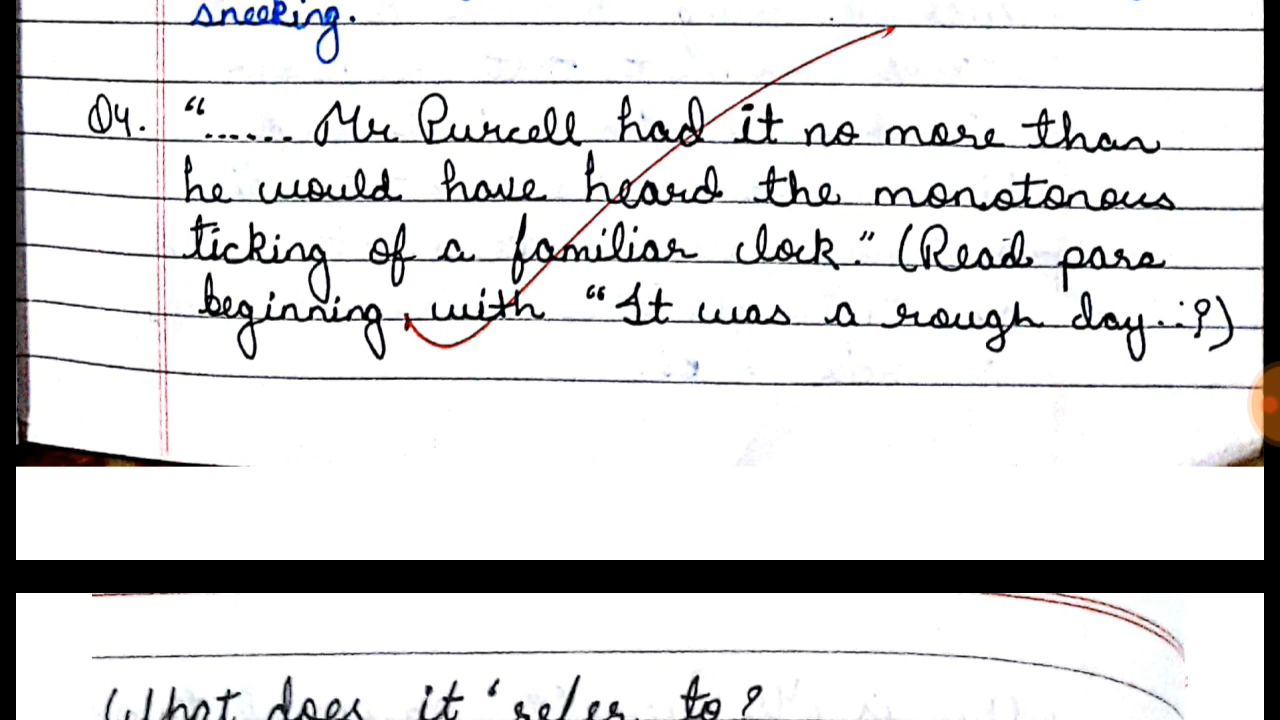 sneeking.
Q4. "...... Mr Purcell had it no more than
he would have heard the monotonous
ticking of a familiar clock." (Read para
beginning with "It was a rough day..?)
What does it ' refer to?